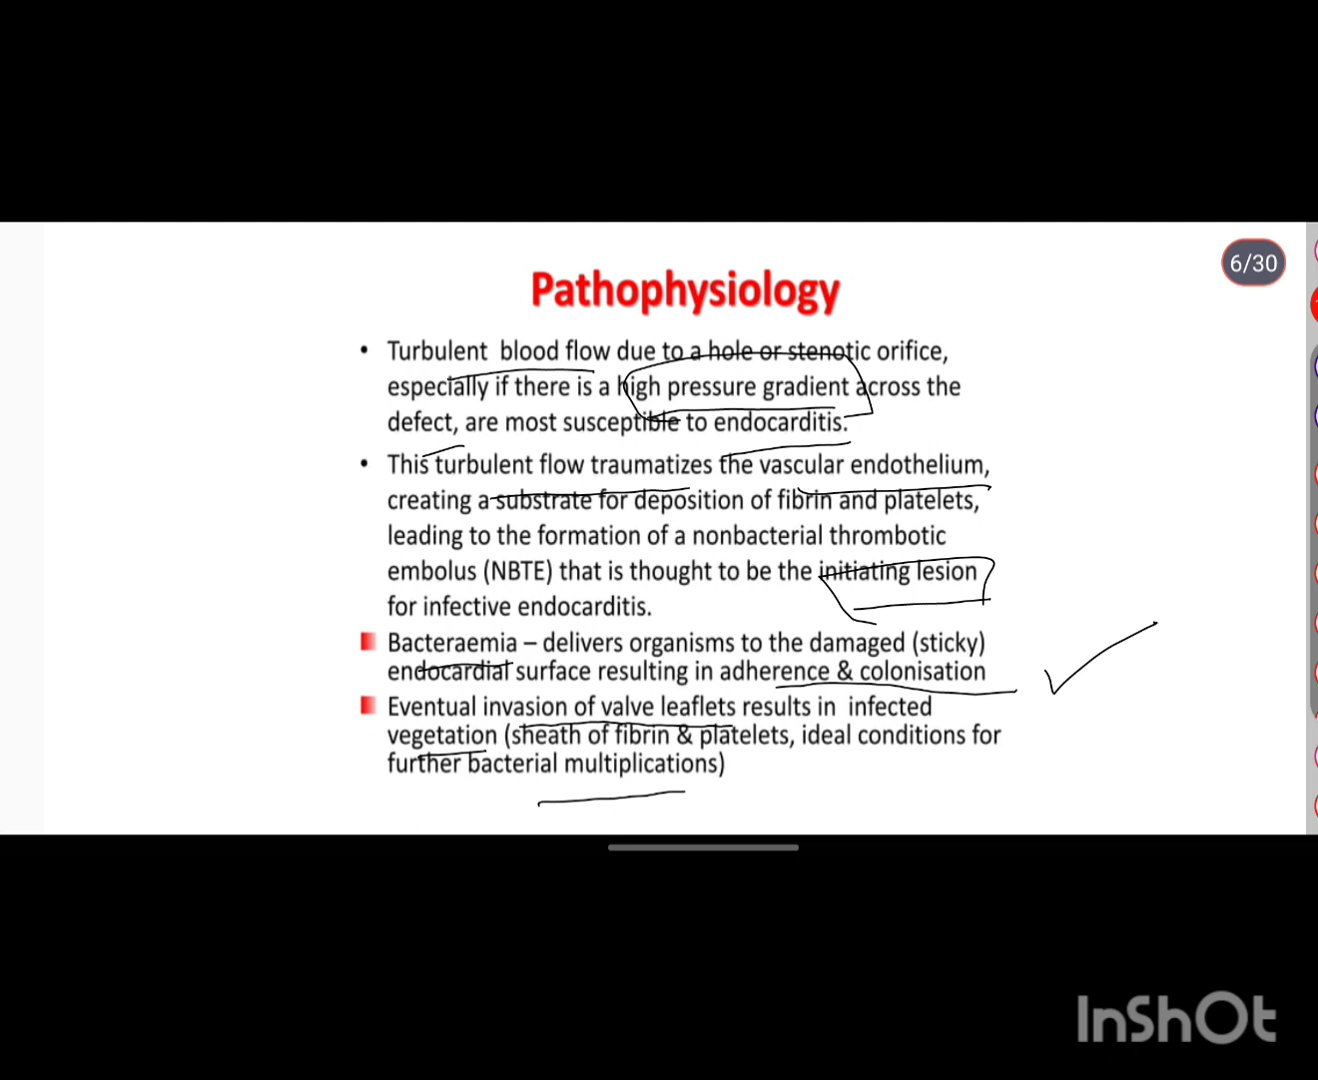 6/30
Pathophysiology
• Turbulent blood flow due to a hole or stenotic orifice,
especially if there is a high pressure gradient across the
defect, are most susceptible to endocarditis.
• This turbulent flow traumatizes the vascular endothelium,
creating a substrate for deposition of fibrin and platelets,
leading to the formation of a nonbacterial thrombotic
embolus (NBTE) that is thought to be the initiating lesion
for infective endocarditis.
Bacteraemia – delivers organisms to the damaged (sticky)
endocardial surface resulting in adherence & colonisation
Eventual invasion of valve leaflets results in infected
vegetation (sheath of fibrin & platelets, ideal conditions for
further bacterial multiplications)
InShOt